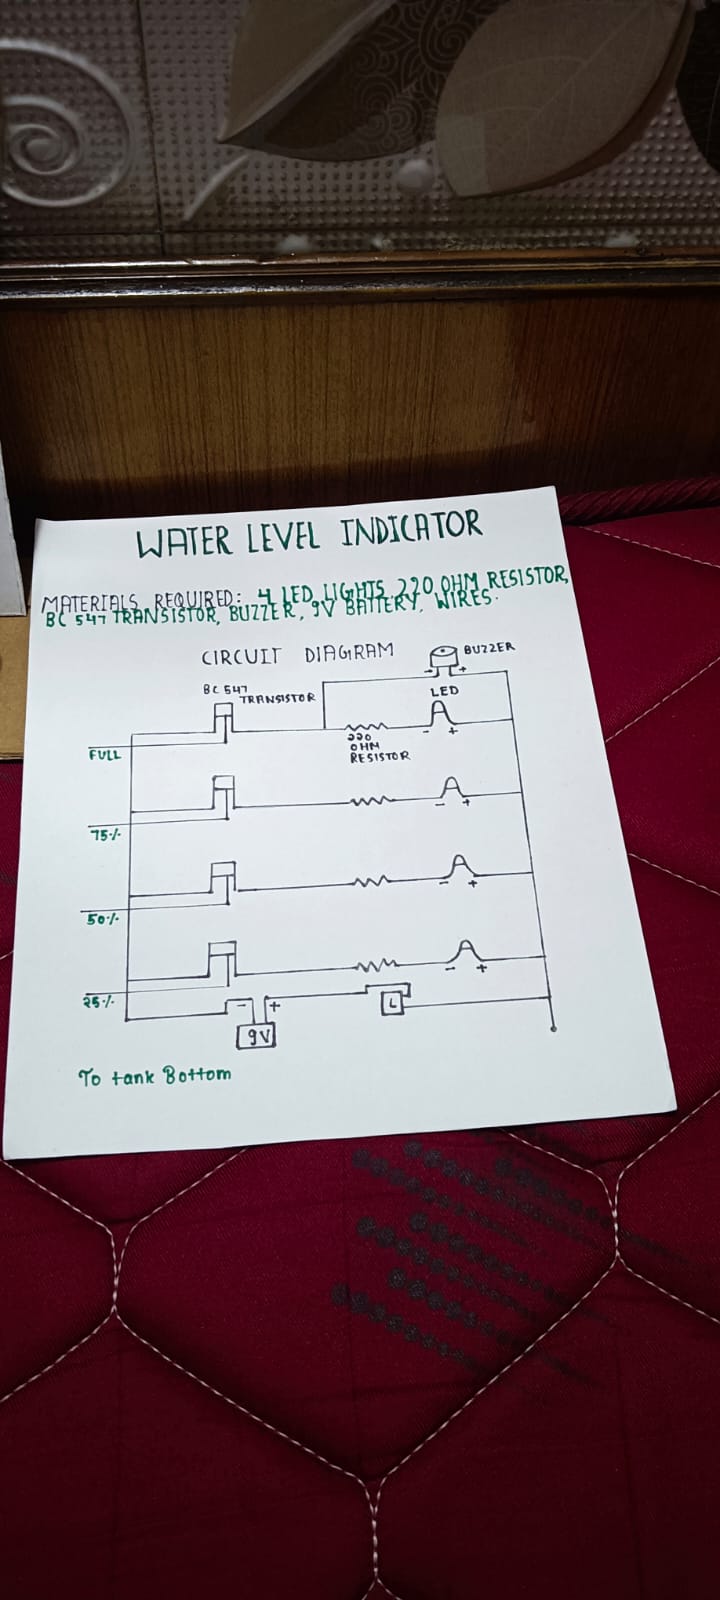 WATER LEVEL INDICATOR
MATERIALS REQUIRED: 4 LED LIGHTS, 220 OHM RESISTOR,
BC 547 TRANSISTOR, BUZZER, 9V BATTERY, WIRES.
CIRCUIT DIAGRAM
BUZZER
- +
BC 547
TRANSISTOR
LED
- +
220
OHM
RESISTOR
FULL
75%
- +
50%
- +
25%
- +
- +
9V
L
To tank Bottom